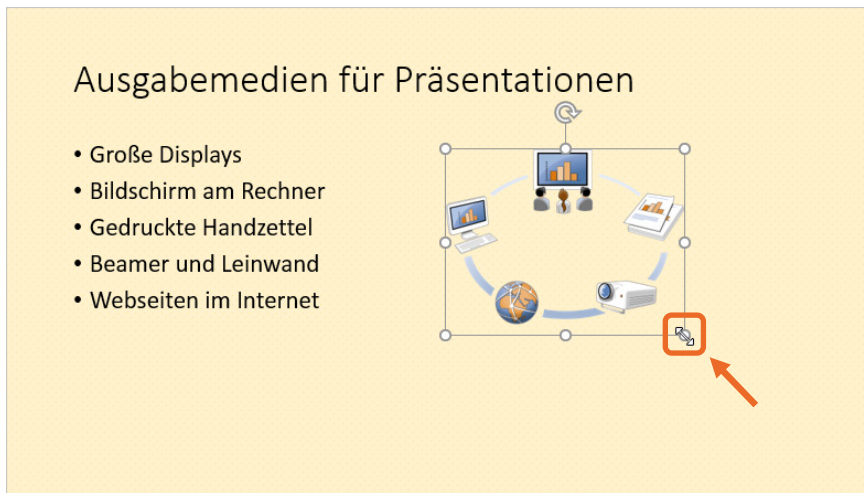 Ausgabemedien für Präsentationen
• Große Displays
• Bildschirm am Rechner
• Gedruckte Handzettel
• Beamer und Leinwand
• Webseiten im Internet